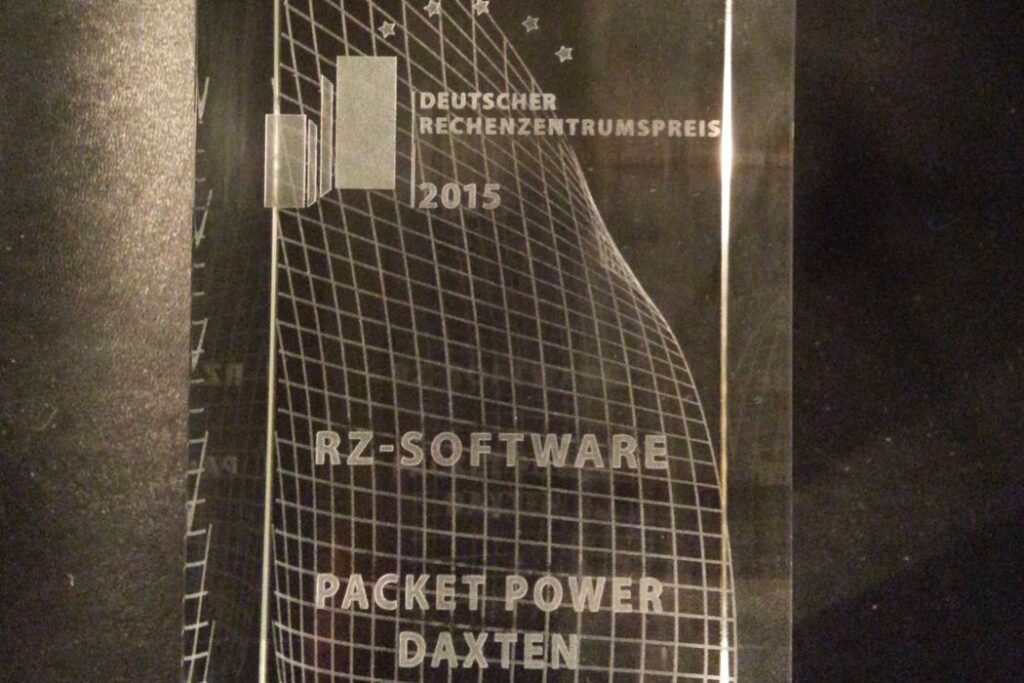 DEUTSCHER
RECHENZENTRUMSPREIS
2015
RZ-SOFTWARE
PACKET POWER
DAXTEN